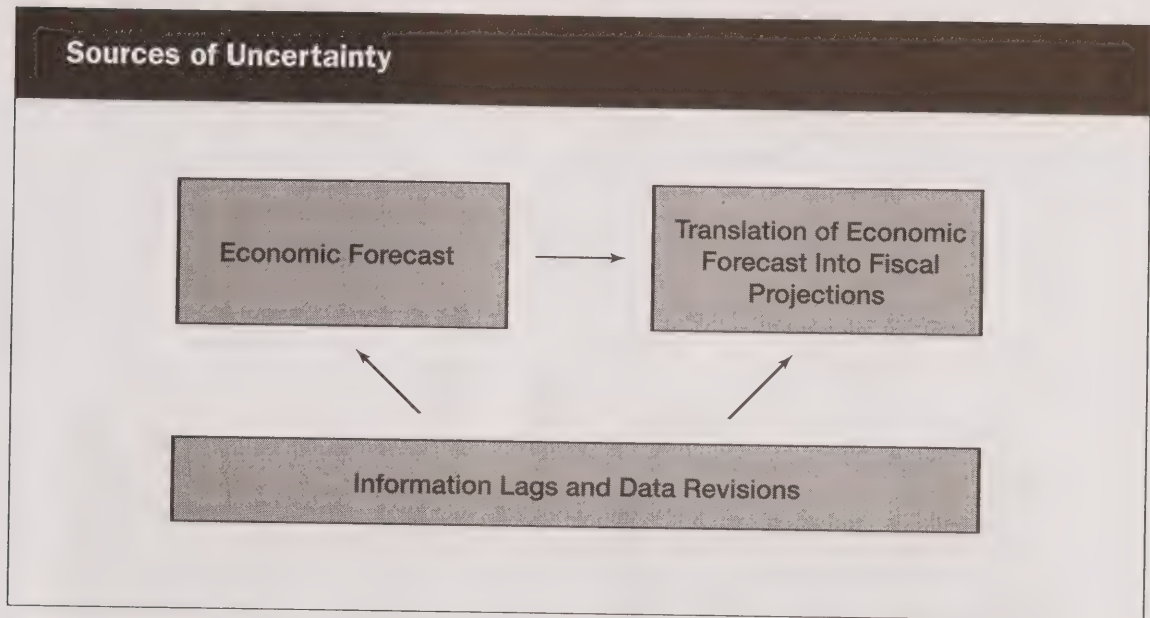 Sources of Uncertainty
Economic Forecast
Translation of Economic
Forecast Into Fiscal
Projections
Information Lags and Data Revisions